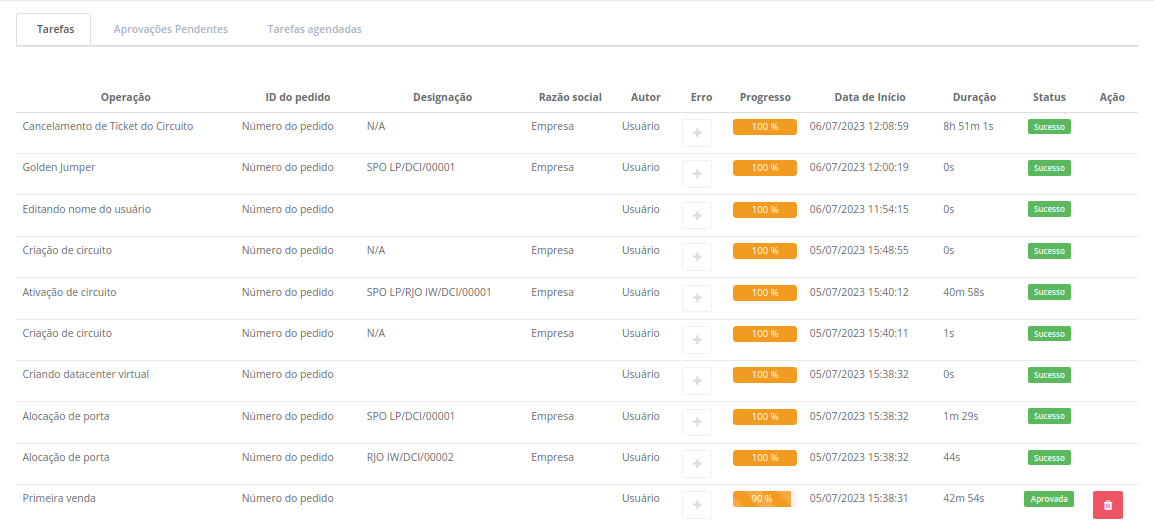 Tarefas Aprovações Pendentes Tarefas agendadas
Operação ID do pedido Designação Razão social Autor Erro Progresso Data de Início Duração Status Ação
Cancelamento de Ticket do Circuito Número do pedido N/A Empresa Usuário + 100 % 06/07/2023 12:08:59 8h 51m 1s Sucesso
Golden Jumper Número do pedido SPO LP/DCI/00001 Empresa Usuário + 100 % 06/07/2023 12:00:19 0s Sucesso
Editando nome do usuário Número do pedido Usuário + 100 % 06/07/2023 11:54:15 0s Sucesso
Criação de circuito Número do pedido N/A Empresa Usuário + 100 % 05/07/2023 15:48:55 0s Sucesso
Ativação de circuito Número do pedido SPO LP/RJO IW/DCI/00001 Empresa Usuário + 100 % 05/07/2023 15:40:12 40m 58s Sucesso
Criação de circuito Número do pedido N/A Empresa Usuário + 100 % 05/07/2023 15:40:11 1s Sucesso
Criando datacenter virtual Número do pedido Usuário + 100 % 05/07/2023 15:38:32 0s Sucesso
Alocação de porta Número do pedido SPO LP/DCI/00001 Empresa Usuário + 100 % 05/07/2023 15:38:32 1m 29s Sucesso
Alocação de porta Número do pedido RJO IW/DCI/00002 Empresa Usuário + 100 % 05/07/2023 15:38:32 44s Sucesso
Primeira venda Número do pedido Usuário + 90 % 05/07/2023 15:38:31 42m 54s Aprovada